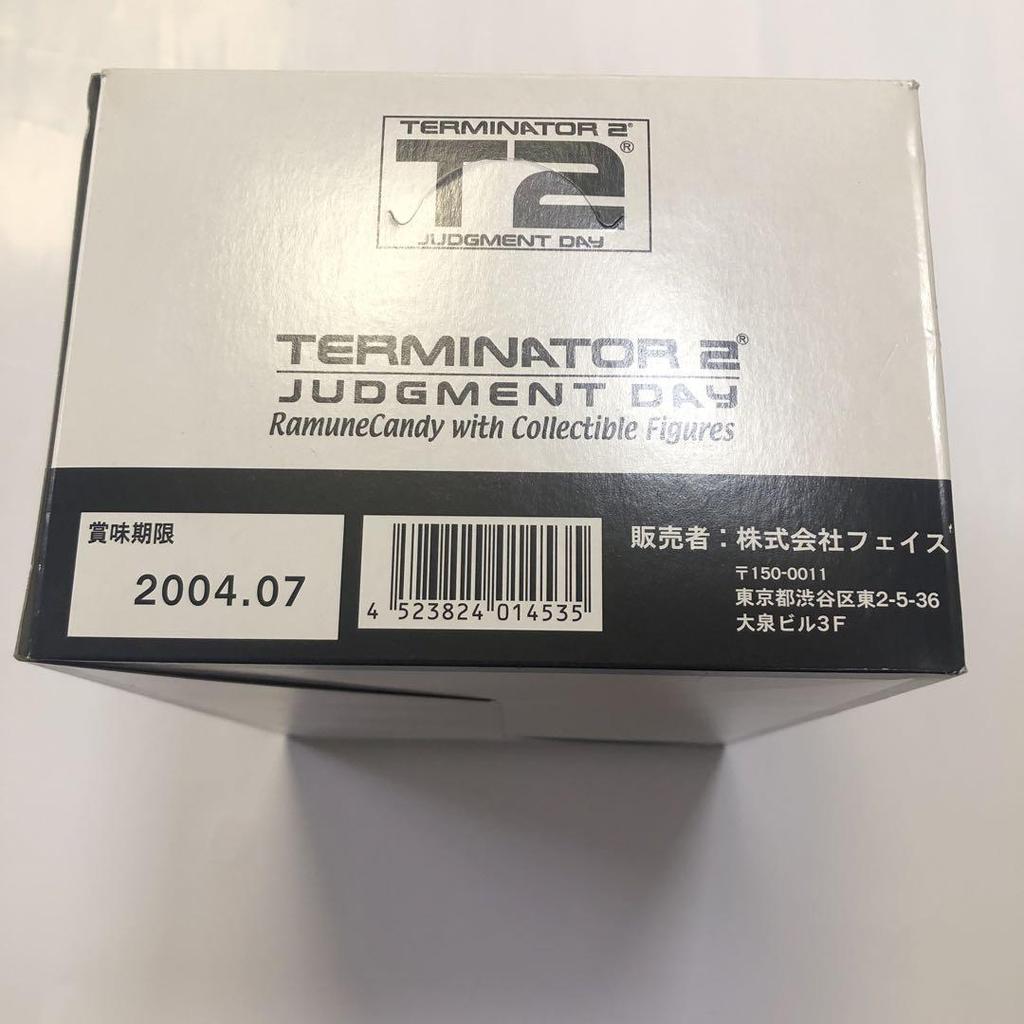 TERMINATOR 2®
T2®
JUDGMENT DAY
TERMINATOR 2®
JUDGMENT DAY
RamuneCandy with Collectible Figures
賞味期限
2004.07
4 523824 014535
販売者：株式会社フェイス
〒150-0011
東京都渋谷区東2-5-36
大泉ビル3F